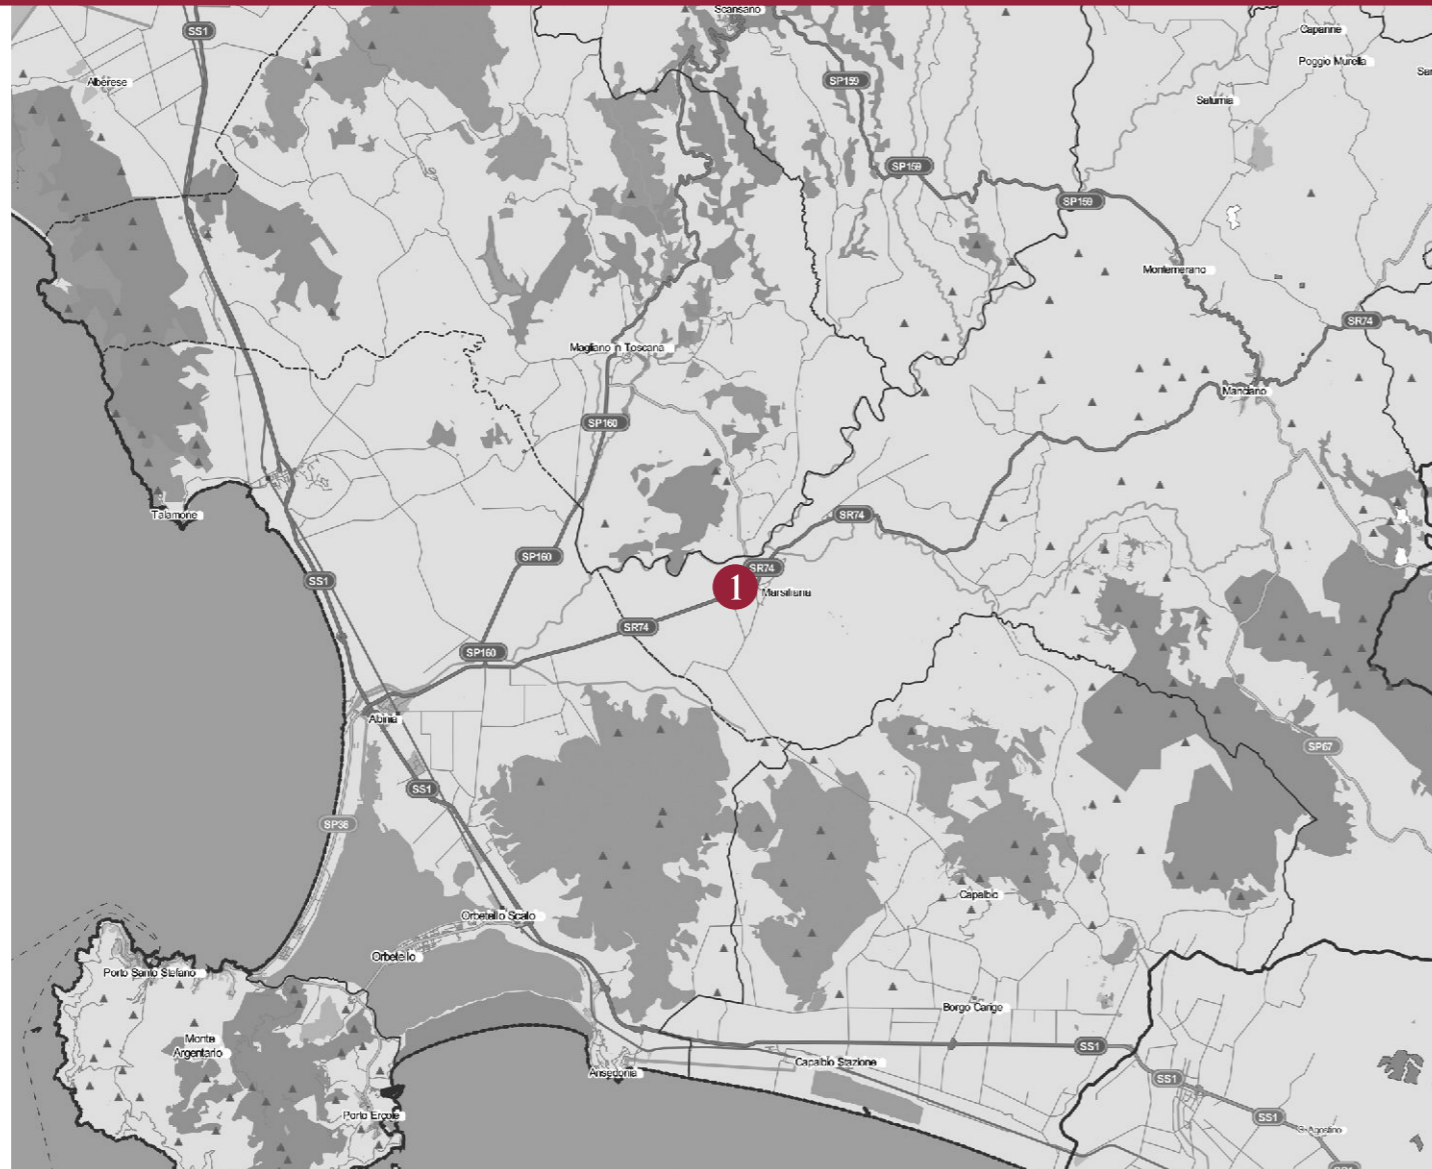 Scansano
SS1
Capanne
Poggio Murella
Alberese
SP159
Saturnia
SP159
SP159
Montemerano
SR74
Magliano in Toscana
Manciano
SP160
Talamone
SR74
SP160
SS1
SR74
1
Marsiliana
SR74
SP160
Albinia
SP67
SS1
SP36
Capalbio
Orbetello Scalo
Orbetello
Porto Santo Stefano
Borgo Carige
Monte
Argentario
SS1
Capalbio Stazione
Ansedonia
SS1
Porto Ercole
SS1
S. Agostino